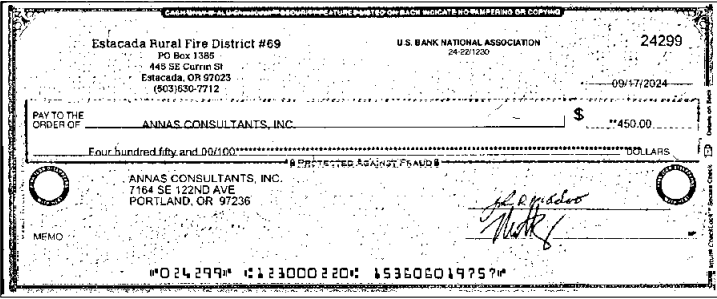 Estacada Rural Fire District #69
PO Box 1385
445 SE Currin St
Estacada, OR 97023
(503)630-7712
U.S. BANK NATIONAL ASSOCIATION
24-22/1230
24299
09/17/2024
PAY TO THE
ORDER OF ANNAS CONSULTANTS, INC.
$ **450.00
Four hundred fifty and 00/100
DOLLARS
PROTECTED AGAINST FRAUD
ANNAS CONSULTANTS, INC.
7164 SE 122ND AVE
PORTLAND, OR 97236
MEMO
⑈024299⑈ ⑆123000220⑆ 153606019757⑈